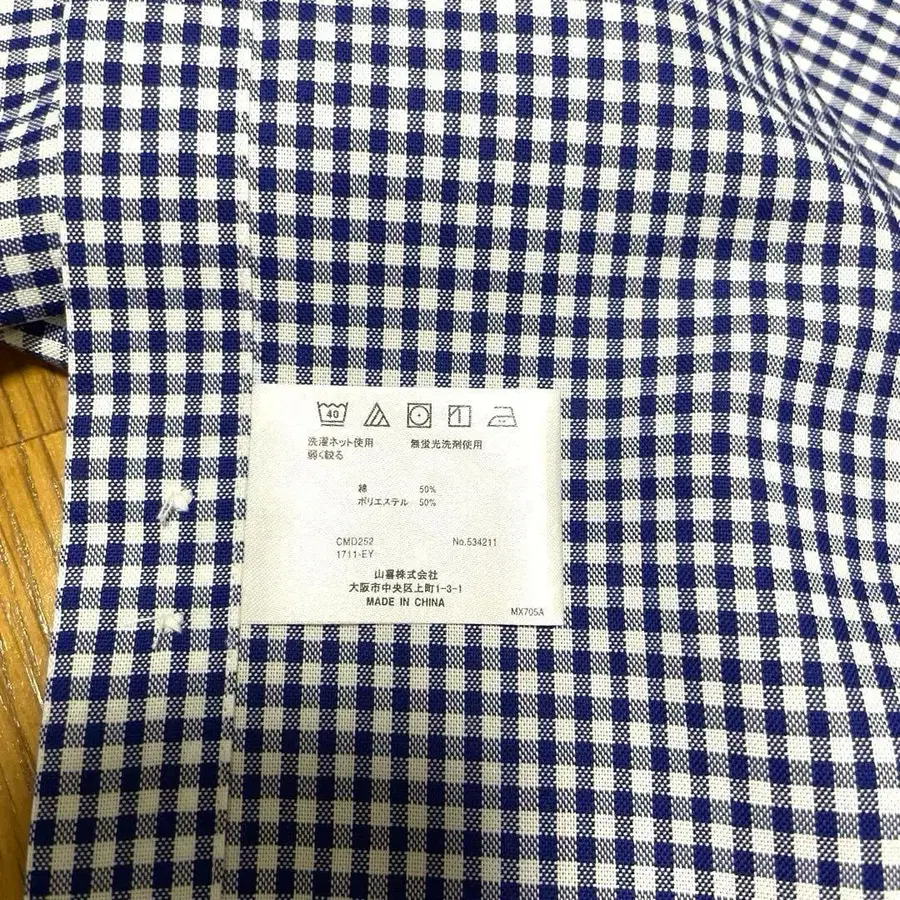 40
洗濯ネット使用 無蛍光洗剤使用
弱く絞る
綿 50%
ポリエステル 50%
CMD252 No.534211
1711-EY
山喜株式会社
大阪市中央区上町1-3-1
MADE IN CHINA
MX705A